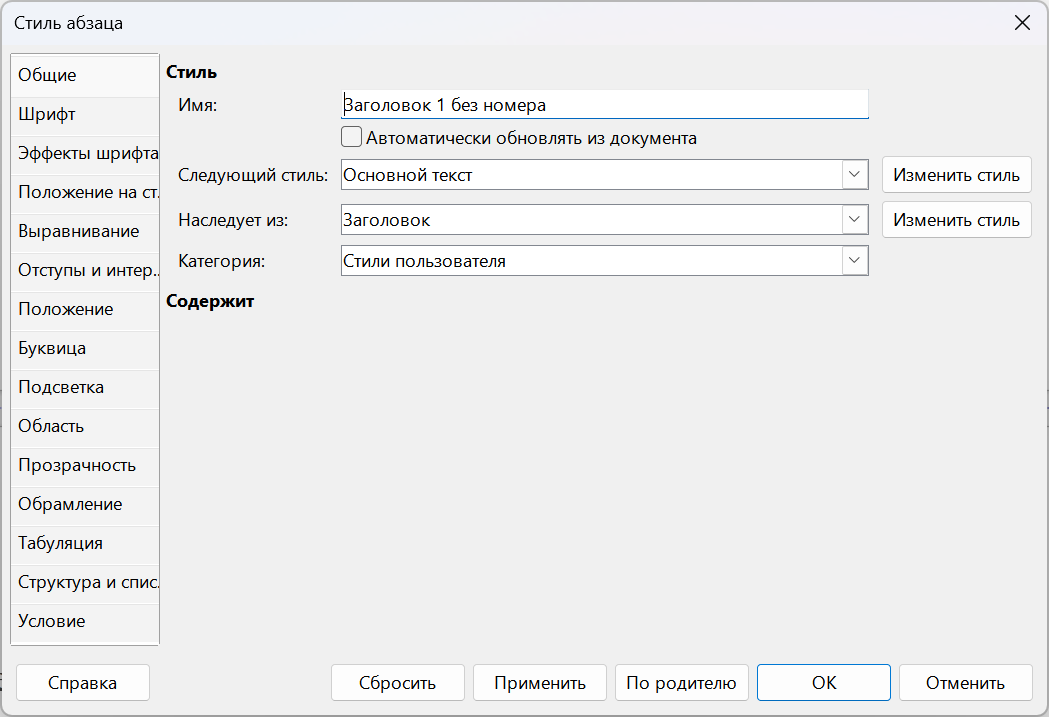 Стиль абзаца
Общие
Шрифт
Эффекты шрифта
Положение на ст.
Выравнивание
Отступы и интер..
Положение
Буквица
Подсветка
Область
Прозрачность
Обрамление
Табуляция
Структура и спис.
Условие
Стиль
Имя: Заголовок 1 без номера
Автоматически обновлять из документа
Следующий стиль: Основной текст Изменить стиль
Наследует из: Заголовок Изменить стиль
Категория: Стили пользователя
Содержит
Справка Сбросить Применить По родителю ОК Отменить